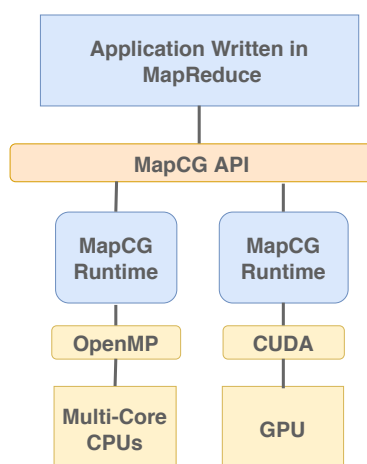 Application Written in
MapReduce
MapCG API
MapCG
Runtime
MapCG
Runtime
OpenMP
CUDA
Multi-Core
CPUs
GPU